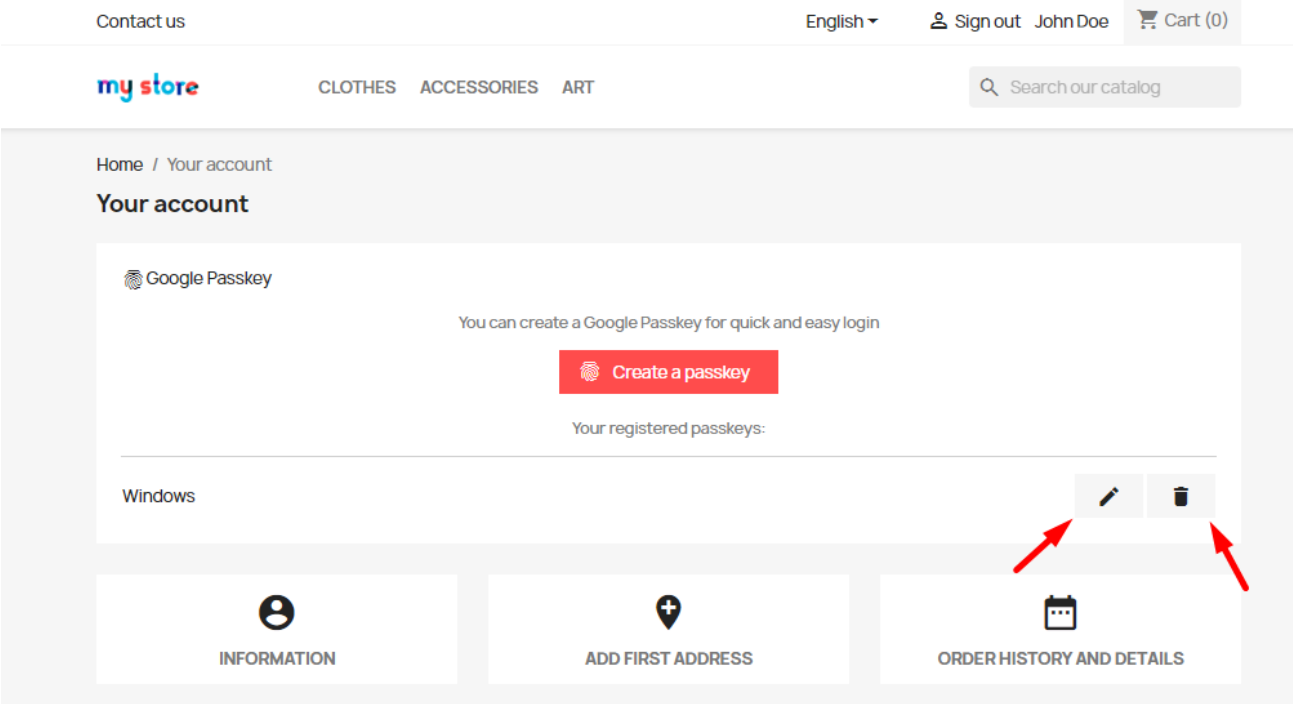 Contact us English Sign out John Doe Cart (0)
my store CLOTHES ACCESSORIES ART Search our catalog
Home / Your account
Your account
Google Passkey
You can create a Google Passkey for quick and easy login
Create a passkey
Your registered passkeys:
Windows
INFORMATION ADD FIRST ADDRESS ORDER HISTORY AND DETAILS